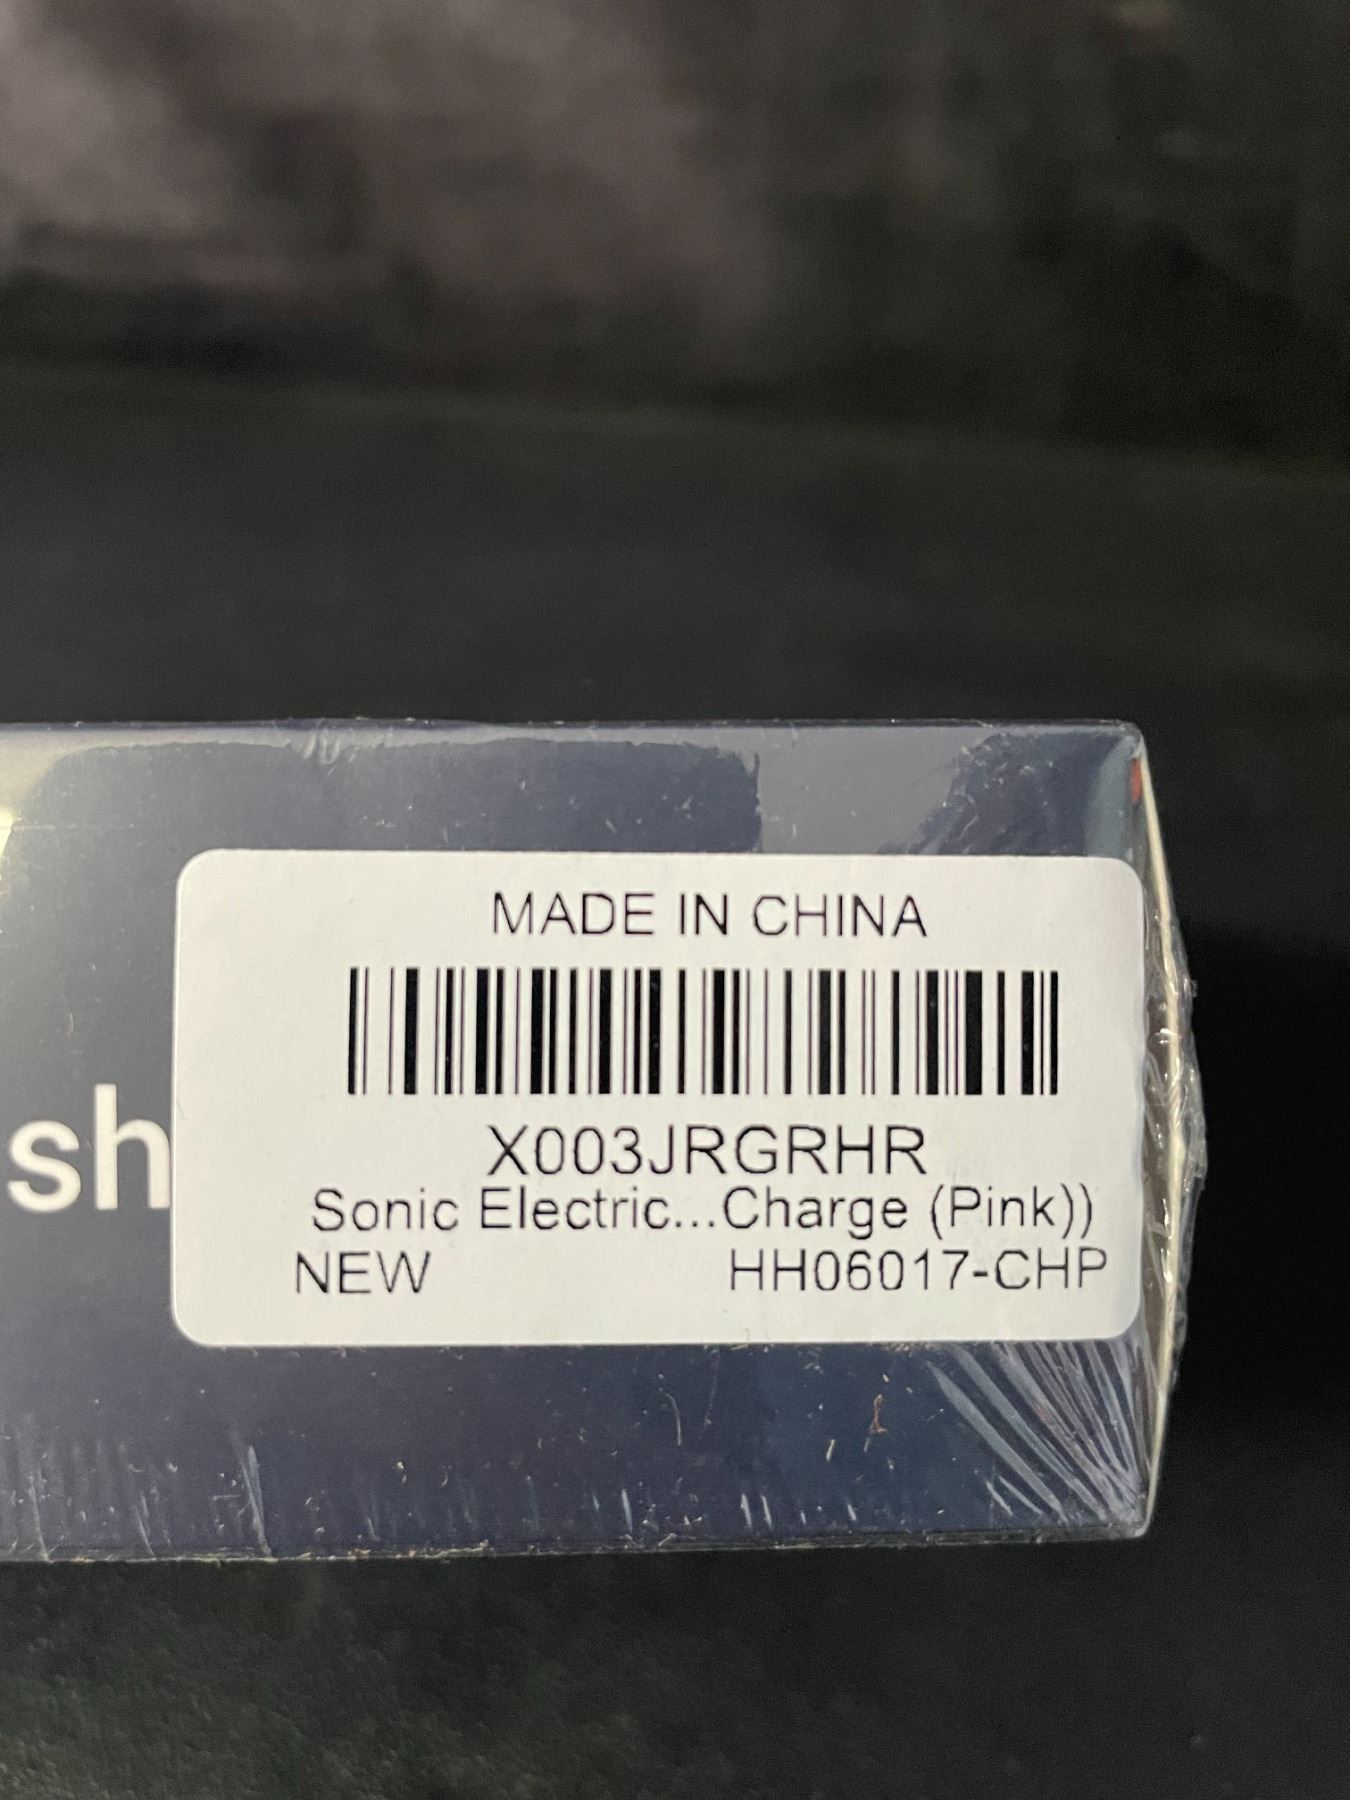 MADE IN CHINA
sh
X003JRGRHR
Sonic Electric...Charge (Pink))
NEW HH06017-CHP